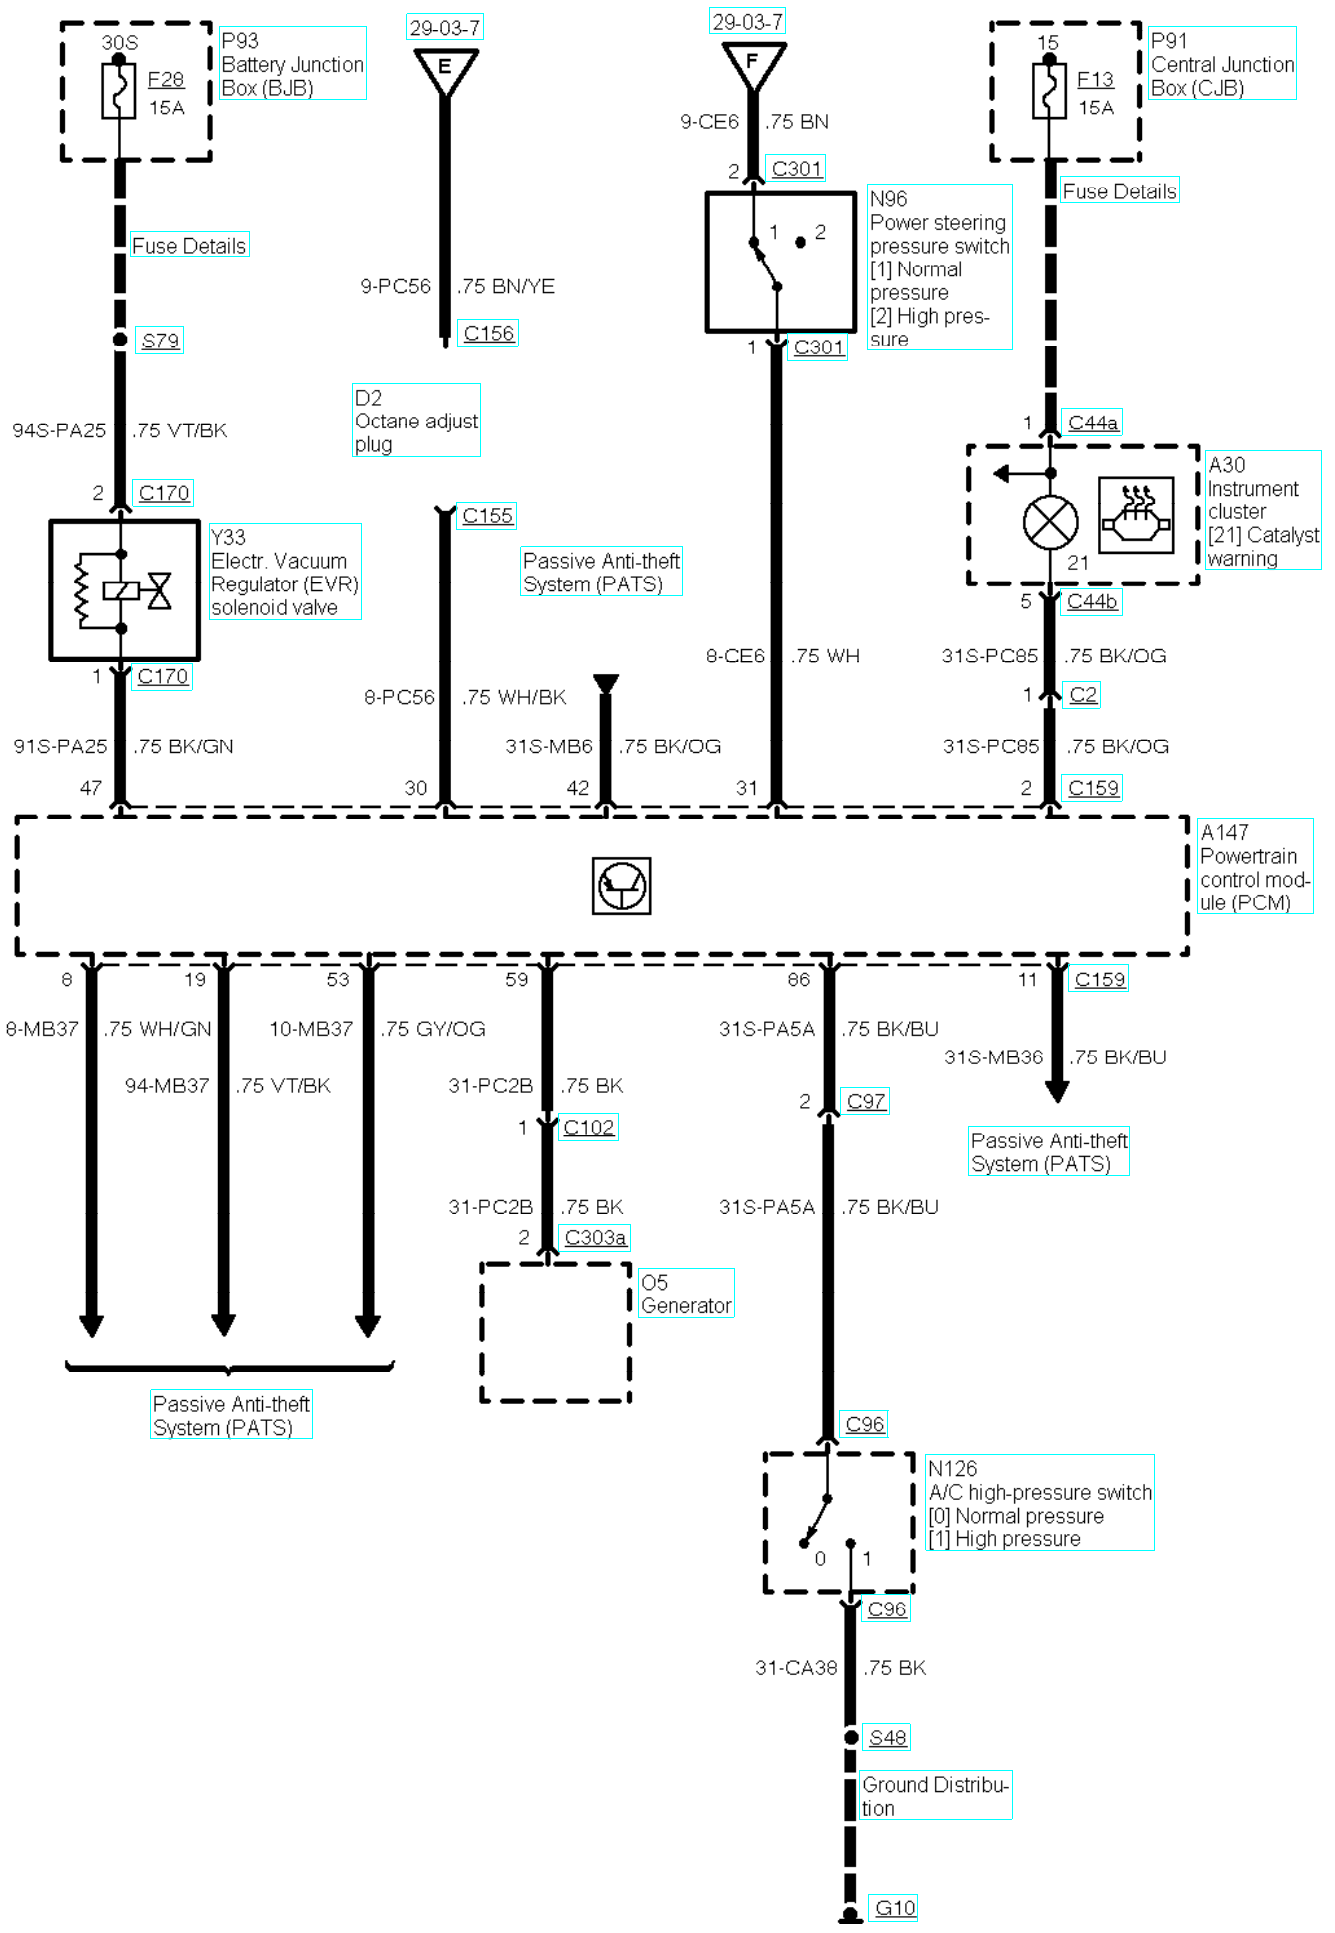 30S
F28
15A
P93
Battery Junction
Box (BJB)
29-03-7
E
29-03-7
F
15
F13
15A
P91
Central Junction
Box (CJB)
9-CE6
.75 BN
2
C301
Fuse Details
Fuse Details
N96
Power steering
pressure switch
[1] Normal
pressure
[2] High pres-
sure
1
2
9-PC56
.75 BN/YE
C156
S79
1
C301
D2
Octane adjust
plug
94S-PA25
.75 VT/BK
1
C44a
A30
Instrument
cluster
[21] Catalyst
warning
21
2
C170
C155
Y33
Electr. Vacuum
Regulator (EVR)
solenoid valve
Passive Anti-theft
System (PATS)
5
C44b
1
C170
8-CE6
.75 WH
31S-PC85
.75 BK/OG
8-PC56
.75 WH/BK
1
C2
91S-PA25
.75 BK/GN
31S-MB6
.75 BK/OG
31S-PC85
.75 BK/OG
47
30
42
31
2
C159
A147
Powertrain
control mod-
ule (PCM)
8
19
53
59
86
11
C159
8-MB37
.75 WH/GN
10-MB37
.75 GY/OG
31S-PA5A
.75 BK/BU
31S-MB36
.75 BK/BU
94-MB37
.75 VT/BK
31-PC2B
.75 BK
2
C97
1
C102
Passive Anti-theft
System (PATS)
31-PC2B
.75 BK
31S-PA5A
.75 BK/BU
2
C303a
O5
Generator
Passive Anti-theft
System (PATS)
C96
N126
A/C high-pressure switch
[0] Normal pressure
[1] High pressure
0
1
C96
31-CA38
.75 BK
S48
Ground Distribu-
tion
G10